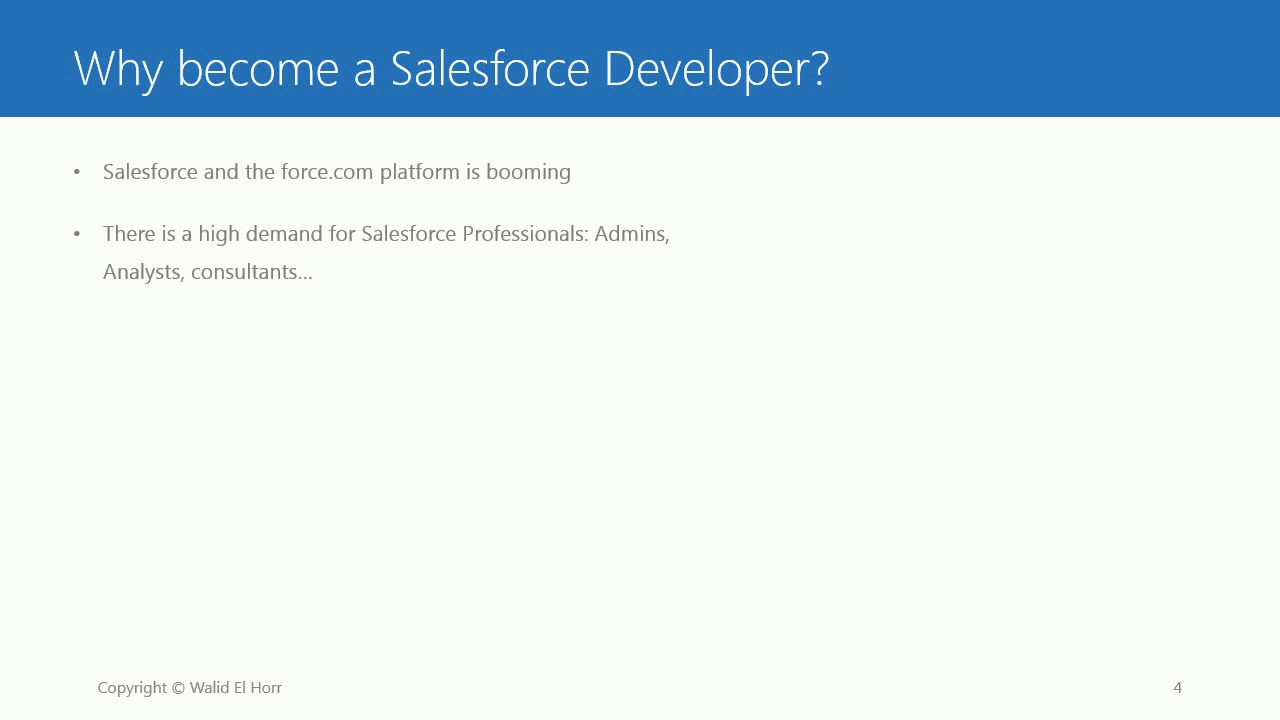 Why become a Salesforce Developer?
• Salesforce and the force.com platform is booming
• There is a high demand for Salesforce Professionals: Admins,
Analysts, consultants...
Copyright © Walid El Horr
4